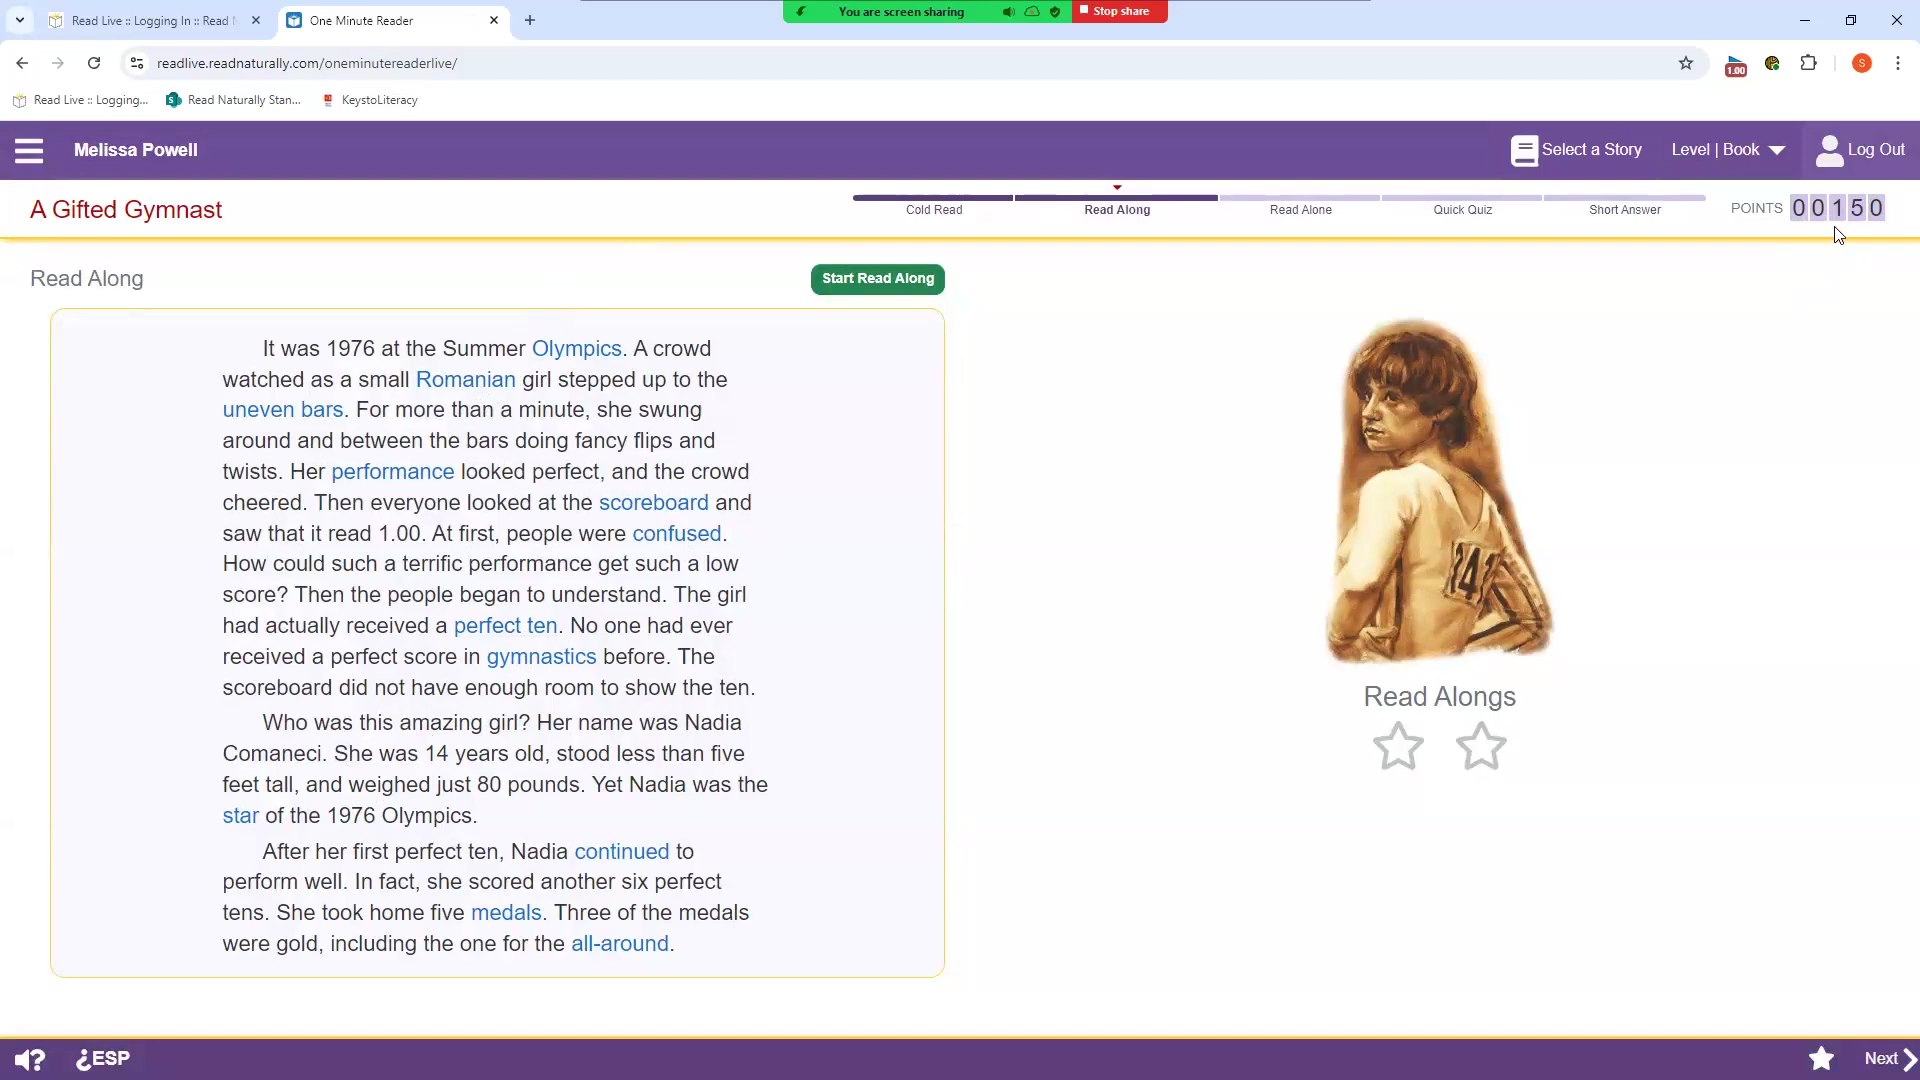 Read Live :: Logging In :: Read
One Minute Reader
You are screen sharing
Stop share
readlive.readnaturally.com/oneminutereaderlive/
1.00
S
Read Live :: Logging...
Read Naturally Stan...
KeystoLiteracy
Melissa Powell
Select a Story
Level | Book
Log Out
A Gifted Gymnast
Cold Read
Read Along
Read Alone
Quick Quiz
Short Answer
POINTS 00150
Read Along
Start Read Along
It was 1976 at the Summer Olympics. A crowd
watched as a small Romanian girl stepped up to the
uneven bars. For more than a minute, she swung
around and between the bars doing fancy flips and
twists. Her performance looked perfect, and the crowd
cheered. Then everyone looked at the scoreboard and
saw that it read 1.00. At first, people were confused.
How could such a terrific performance get such a low
score? Then the people began to understand. The girl
had actually received a perfect ten. No one had ever
received a perfect score in gymnastics before. The
scoreboard did not have enough room to show the ten.
Who was this amazing girl? Her name was Nadia
Comaneci. She was 14 years old, stood less than five
feet tall, and weighed just 80 pounds. Yet Nadia was the
star of the 1976 Olympics.
After her first perfect ten, Nadia continued to
perform well. In fact, she scored another six perfect
tens. She took home five medals. Three of the medals
were gold, including the one for the all-around.
141
Read Alongs
¿ESP
Next